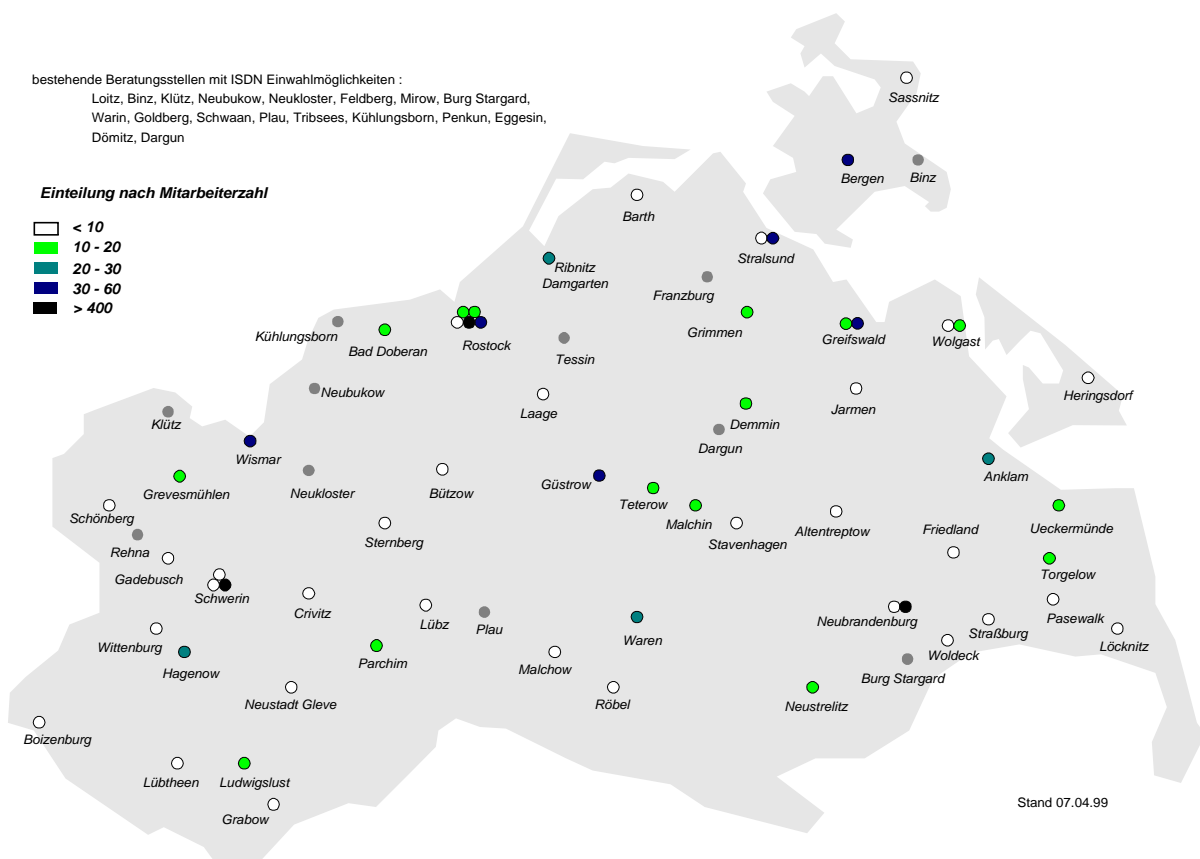 bestehende Beratungsstellen mit ISDN Einwahlmöglichkeiten :
Loitz, Binz, Klütz, Neubukow, Neukloster, Feldberg, Mirow, Burg Stargard,
Warin, Goldberg, Schwaan, Plau, Tribsees, Kühlungsborn, Penkun, Eggesin,
Dömitz, Dargun
Einteilung nach Mitarbeiterzahl
< 10
10 - 20
20 - 30
30 - 60
> 400
Sassnitz
Bergen
Binz
Barth
Stralsund
Ribnitz
Damgarten
Franzburg
Grimmen
Greifswald
Wolgast
Kühlungsborn
Bad Doberan
Rostock
Tessin
Heringsdorf
Neubukow
Laage
Jarmen
Klütz
Demmin
Dargun
Wismar
Anklam
Grevesmühlen
Neukloster
Bützow
Güstrow
Teterow
Malchin
Schönberg
Stavenhagen
Altentreptow
Friedland
Ueckermünde
Sternberg
Rehna
Gadebusch
Torgelow
Schwerin
Crivitz
Lübz
Plau
Neubrandenburg
Pasewalk
Straßburg
Löcknitz
Wittenburg
Waren
Woldeck
Hagenow
Parchim
Malchow
Burg Stargard
Neustadt Gleve
Röbel
Neustrelitz
Boizenburg
Lübtheen
Ludwigslust
Grabow
Stand 07.04.99